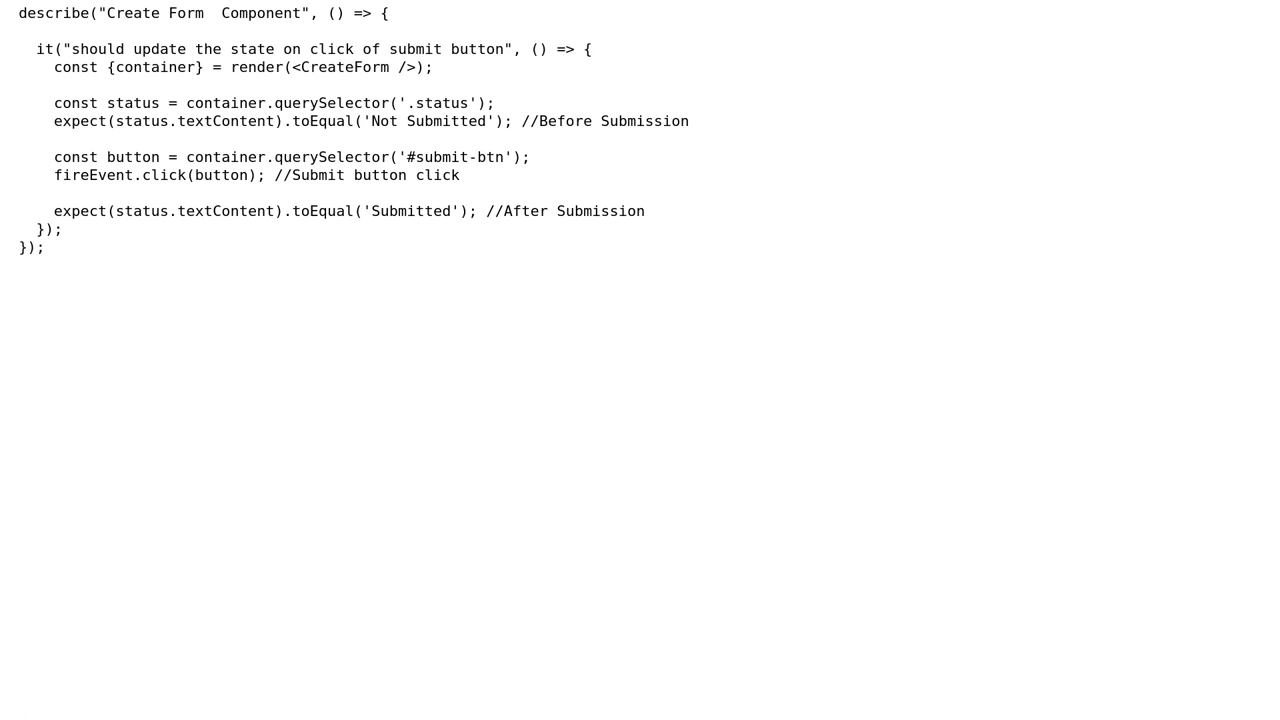 describe("Create Form  Component", () => {
  it("should update the state on click of submit button", () => {
    const {container} = render(<CreateForm />);
    const status = container.querySelector('.status');
    expect(status.textContent).toEqual('Not Submitted'); //Before Submission
    const button = container.querySelector('#submit-btn');
    fireEvent.click(button); //Submit button click
    expect(status.textContent).toEqual('Submitted'); //After Submission
  });
});